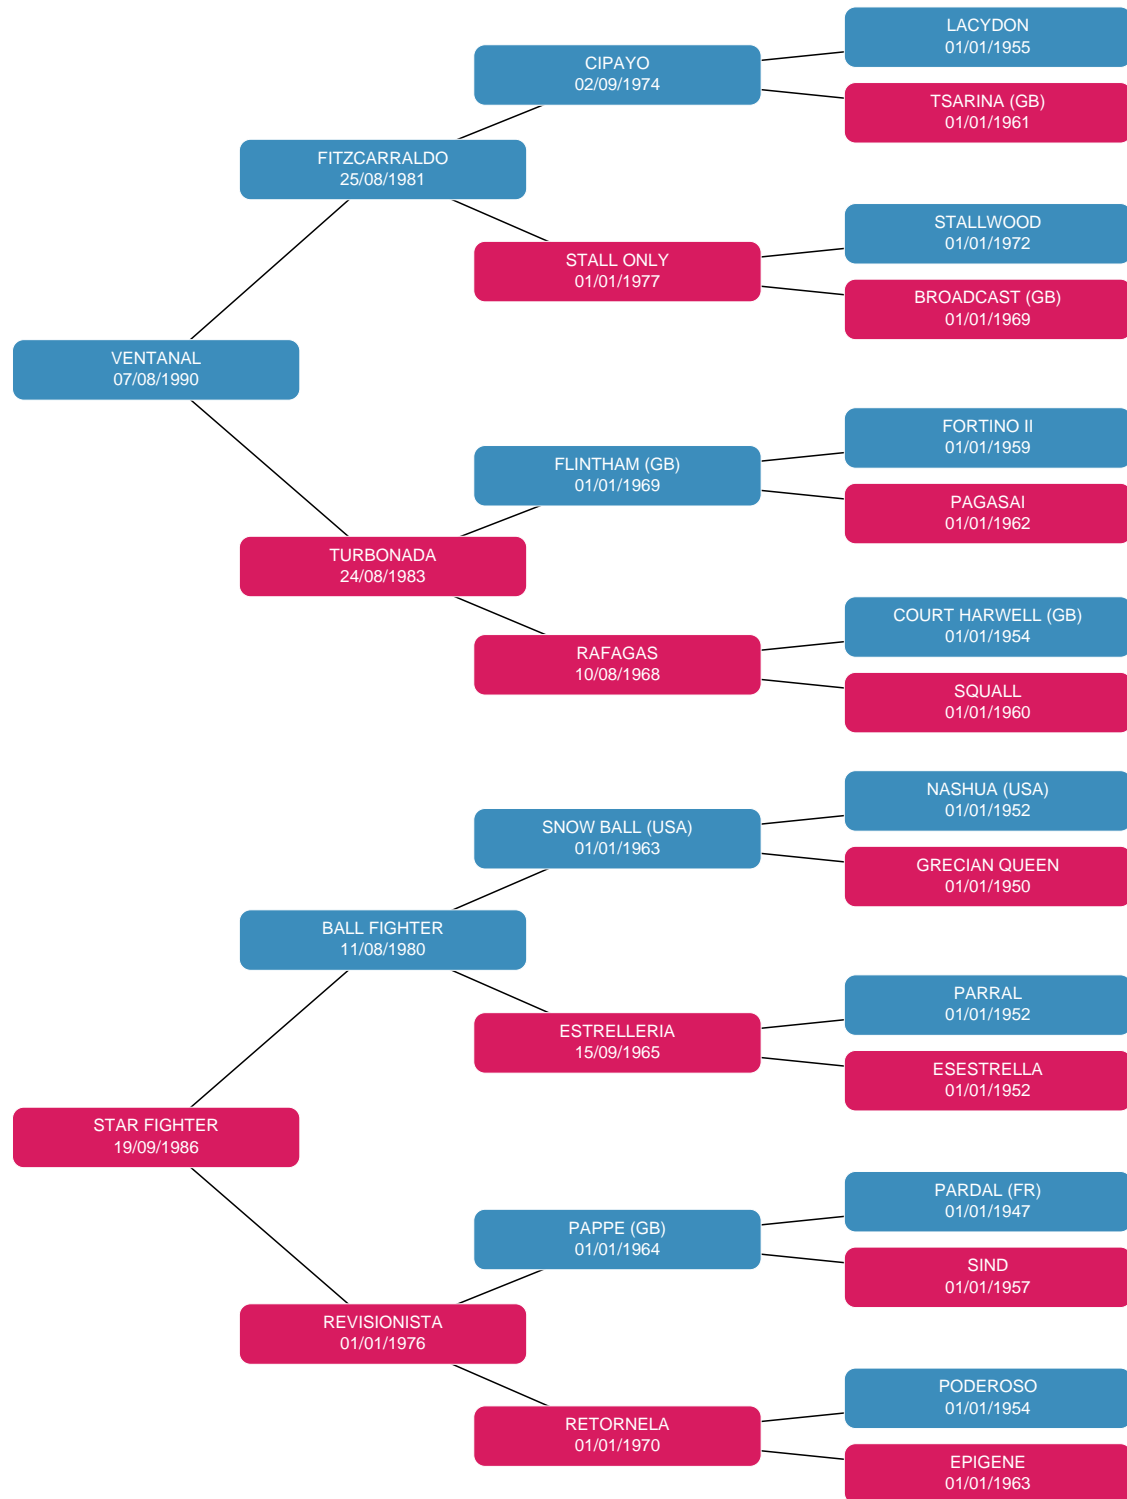 LACYDON
01/01/1955
CIPAYO
02/09/1974
TSARINA (GB)
01/01/1961
FITZCARRALDO
25/08/1981
STALLWOOD
01/01/1972
STALL ONLY
01/01/1977
BROADCAST (GB)
01/01/1969
VENTANAL
07/08/1990
FORTINO II
01/01/1959
FLINTHAM (GB)
01/01/1969
PAGASAI
01/01/1962
TURBONADA
24/08/1983
COURT HARWELL (GB)
01/01/1954
RAFAGAS
10/08/1968
SQUALL
01/01/1960
NASHUA (USA)
01/01/1952
SNOW BALL (USA)
01/01/1963
GRECIAN QUEEN
01/01/1950
BALL FIGHTER
11/08/1980
PARRAL
01/01/1952
ESTRELLERIA
15/09/1965
ESESTRELLA
01/01/1952
STAR FIGHTER
19/09/1986
PARDAL (FR)
01/01/1947
PAPPE (GB)
01/01/1964
SIND
01/01/1957
REVISIONISTA
01/01/1976
PODEROSO
01/01/1954
RETORNELA
01/01/1970
EPIGENE
01/01/1963